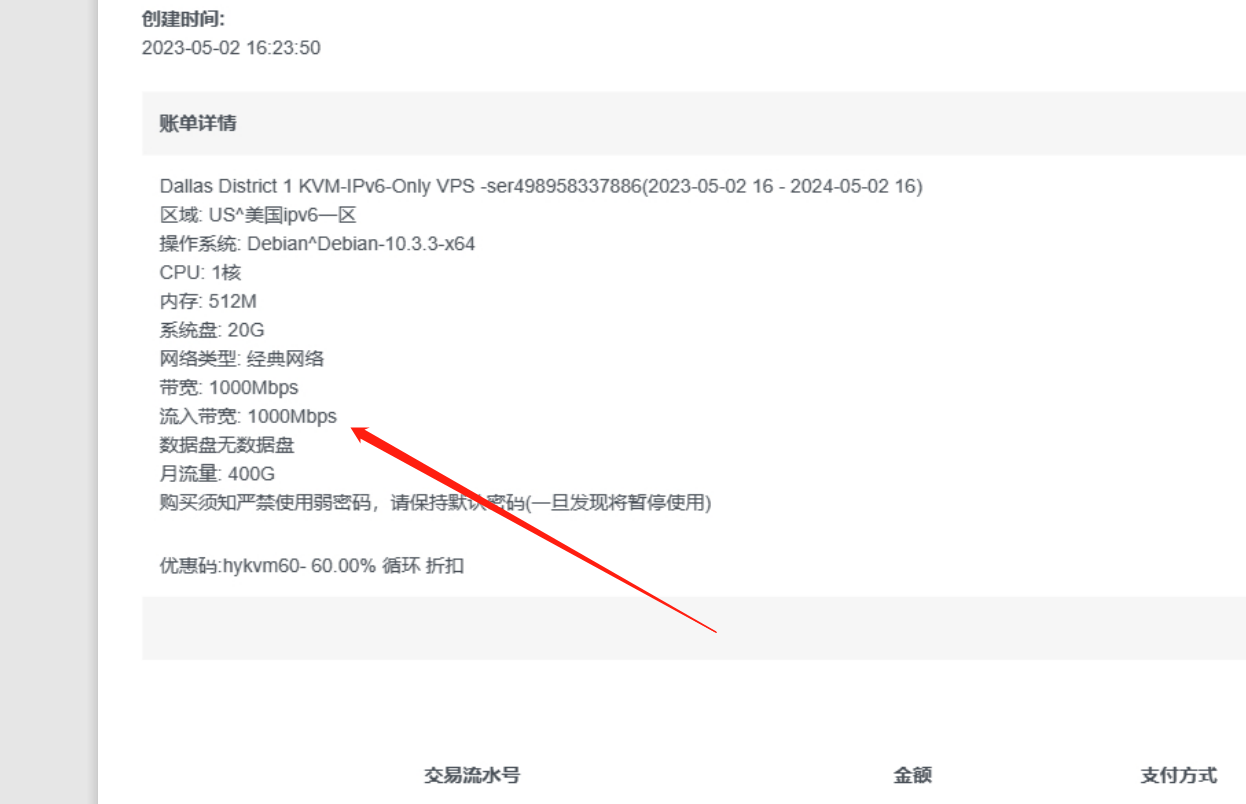 创建时间:
2023-05-02 16:23:50
账单详情
Dallas District 1 KVM-IPv6-Only VPS -ser498958337886(2023-05-02 16 - 2024-05-02 16)
区域: US^美国ipv6一区
操作系统: Debian^Debian-10.3.3-x64
CPU: 1核
内存: 512M
系统盘: 20G
网络类型: 经典网络
带宽: 1000Mbps
流入带宽: 1000Mbps
数据盘无数据盘
月流量: 400G
购买须知严禁使用弱密码，请保持默认密码(一旦发现将暂停使用)
优惠码:hykvm60- 60.00% 循环 折扣
交易流水号 金额 支付方式